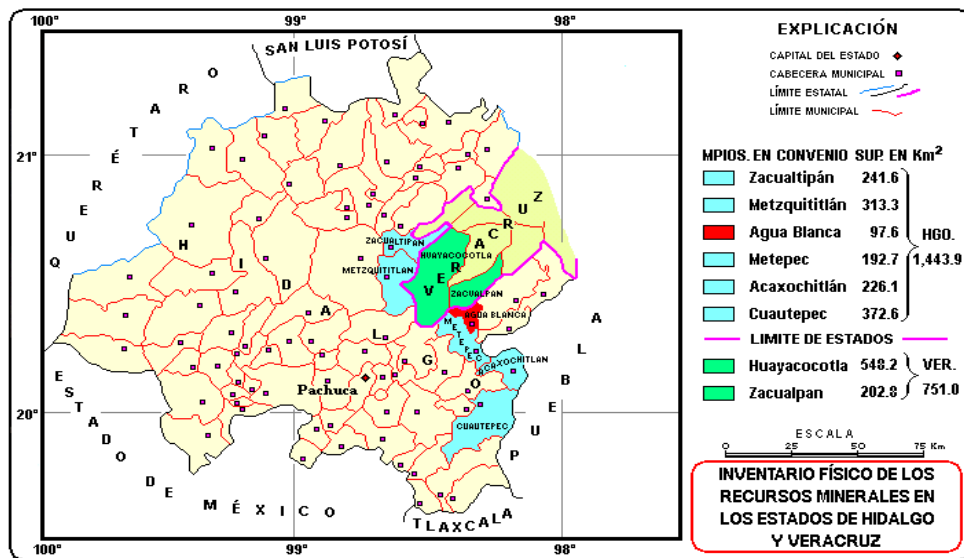 100°
99°
98°
SAN LUIS POTOSÍ
QUERÉTARO
21°
20°
HIDALGO
VERACRUZ
ZACUALTIPAN
METZQUITITLAN
HUAYACOCOTLA
ZACUALPAN
AGUA BLANCA
METEPEC
ACAXOCHITLAN
CUAUTEPEC
Pachuca
PUEBLA
ESTADO DE MÉXICO
TLAXCALA
100°
99°
98°
EXPLICACIÓN
CAPITAL DEL ESTADO
CABECERA MUNICIPAL
LÍMITE ESTATAL
LÍMITE MUNICIPAL
MPIOS. EN CONVENIO SUP. EN Km²
Zacualtipán 241.6
Metzquititlán 313.3
Agua Blanca 97.6
Metepec 192.7
Acaxochitlán 226.1
Cuautepec 372.6
HGO.
1,443.9
LIMITE DE ESTADOS
Huayacocotla 548.2
Zacualpan 202.8
VER.
751.0
ESCALA
0 25 50 75 Km
INVENTARIO FÍSICO DE LOS
RECURSOS MINERALES EN
LOS ESTADOS DE HIDALGO
Y VERACRUZ